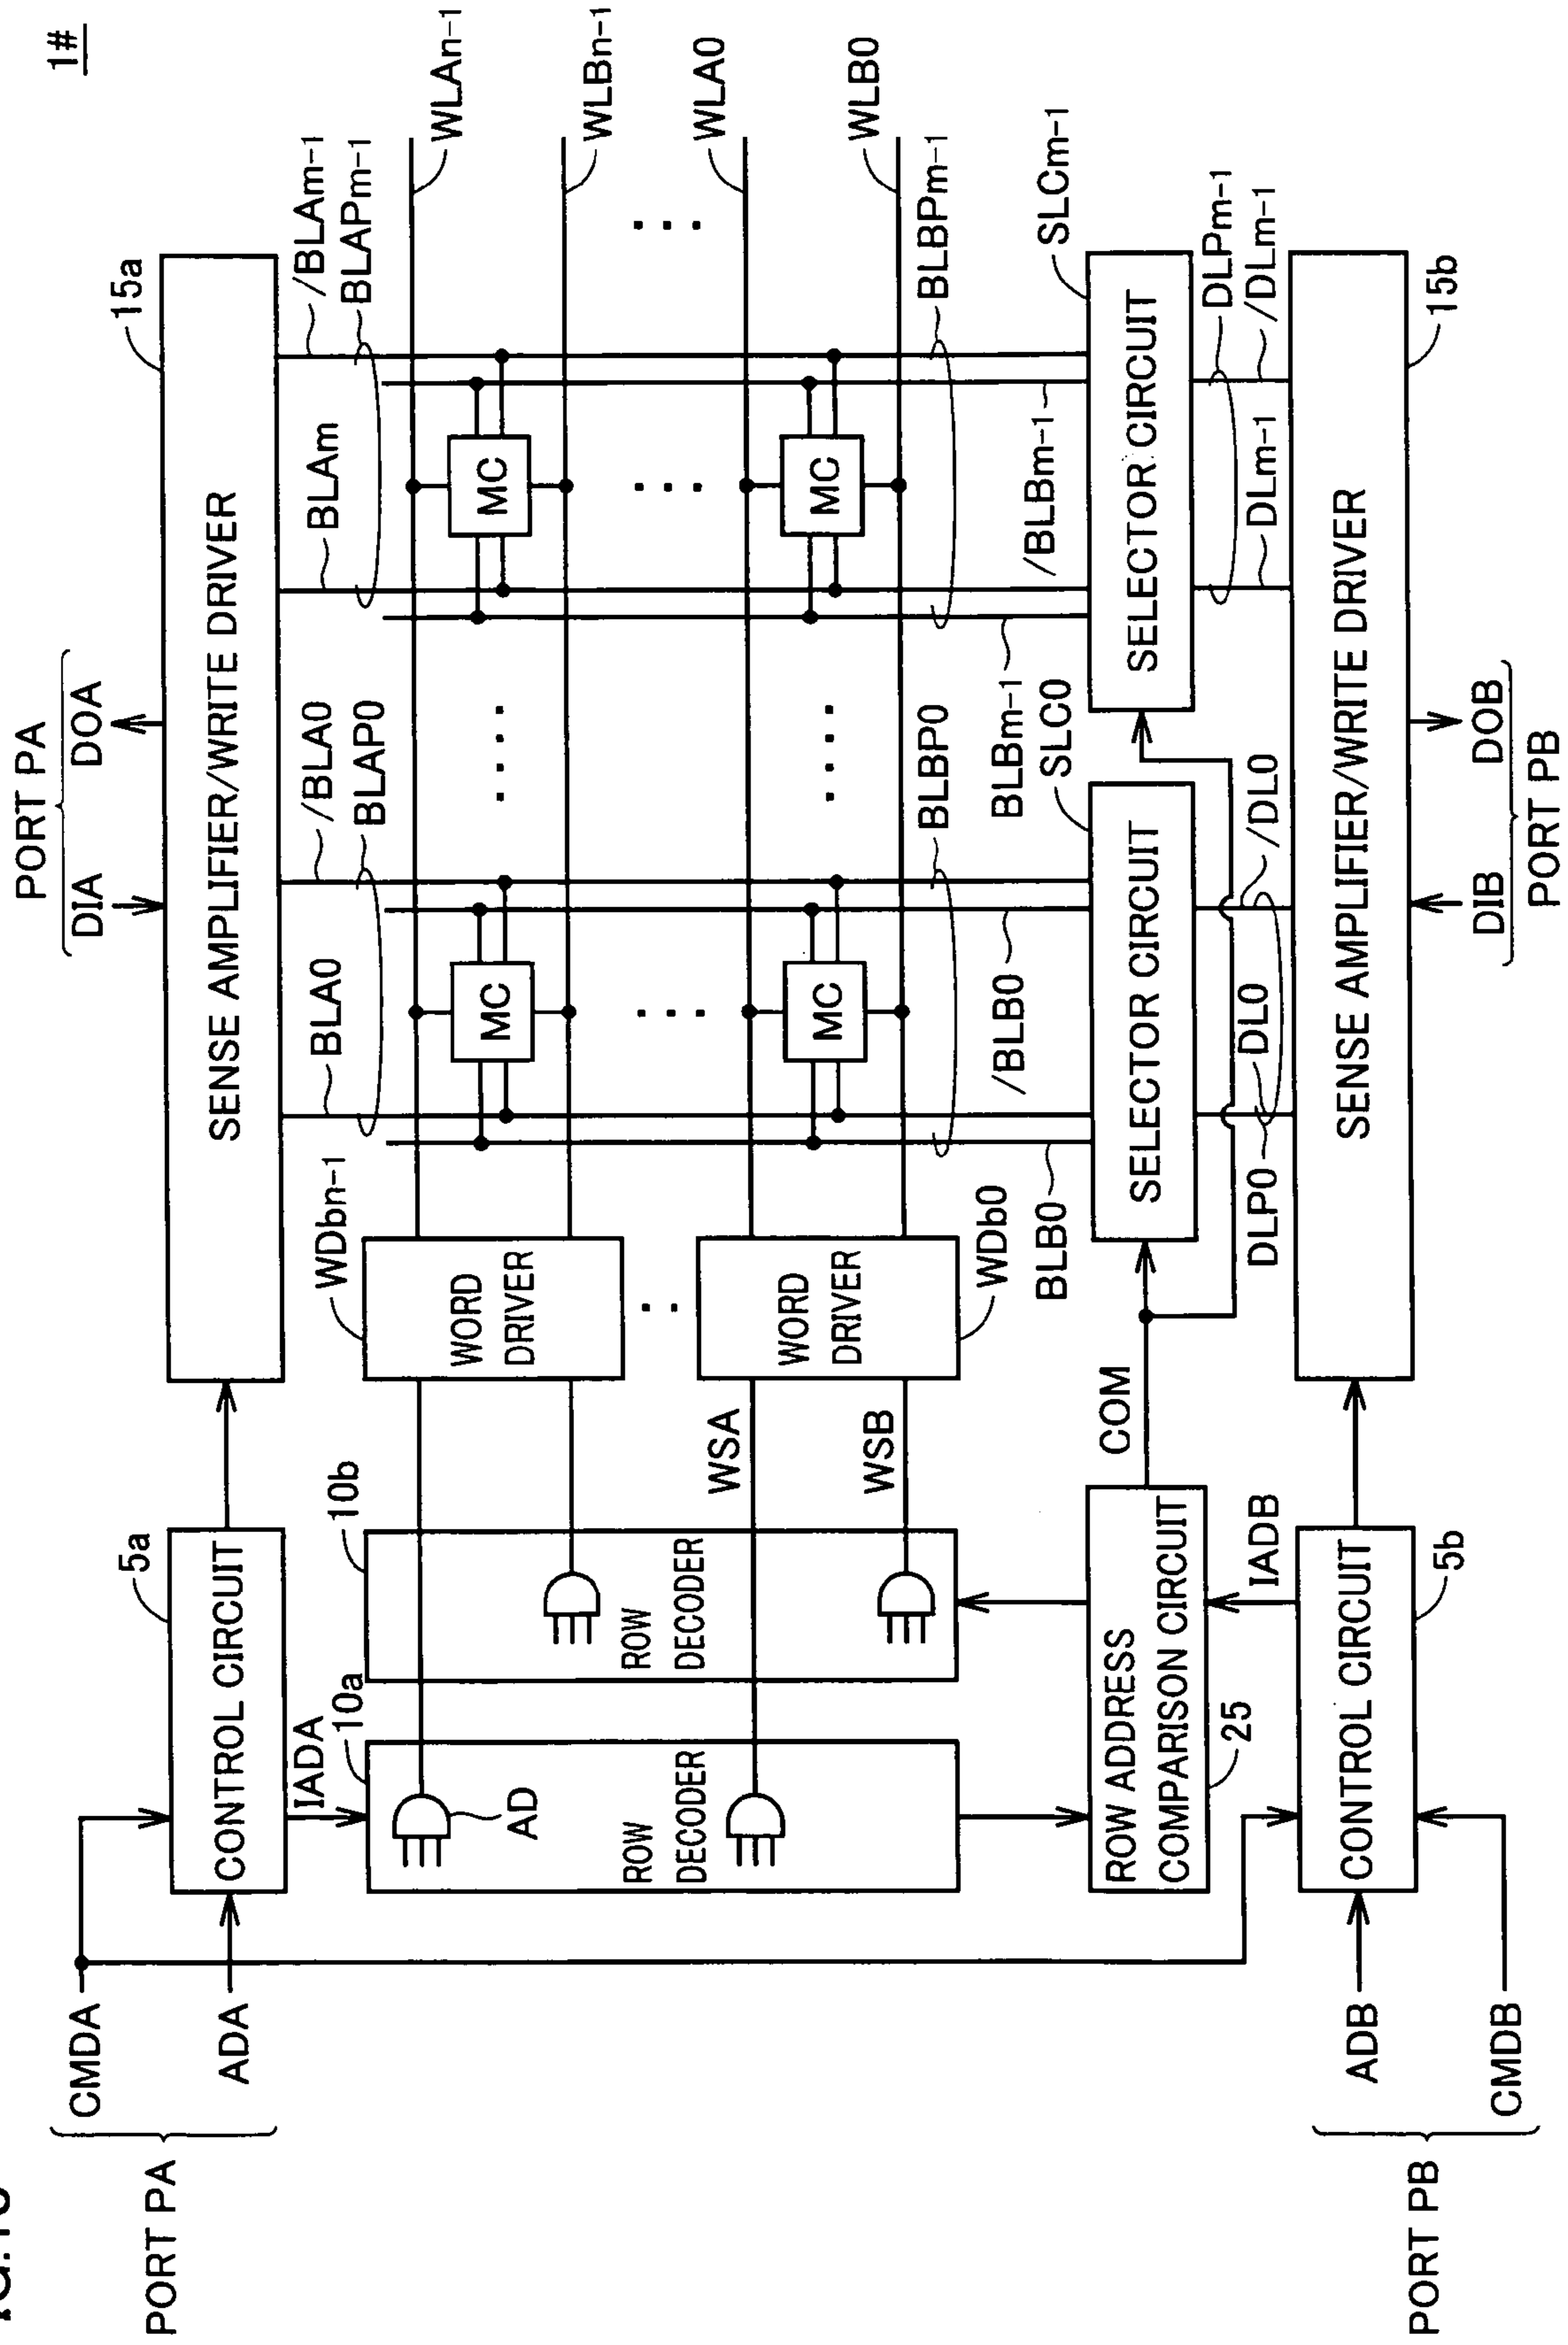 1#
PORT PA
DIA
DOA
15a
SENSE AMPLIFIER/WRITE DRIVER
BLA0
/BLA0
BLAP0
BLAm
/BLAm-1
BLAPm-1
WLAn-1
WLBn-1
WLA0
WLB0
MC
MC
MC
MC
PORT PA
CMDA
ADA
5a
CONTROL CIRCUIT
IADA
10a
AD
ROW
DECODER
10b
ROW
DECODER
WSA
WSB
WDbn-1
WORD
DRIVER
WORD
DRIVER
WDb0
BLB0
/BLB0
BLBP0
BLBm-1
/BLBm-1
BLBPm-1
SLC0
SELECTOR CIRCUIT
SLCm-1
SELECTOR CIRCUIT
COM
ROW ADDRESS
COMPARISON CIRCUIT
25
IADB
DLP0
DL0
/DL0
DLm-1
DLPm-1
/DLm-1
SENSE AMPLIFIER/WRITE DRIVER
15b
CONTROL CIRCUIT
5b
PORT PB
ADB
CMDB
DIB
DOB
PORT PB